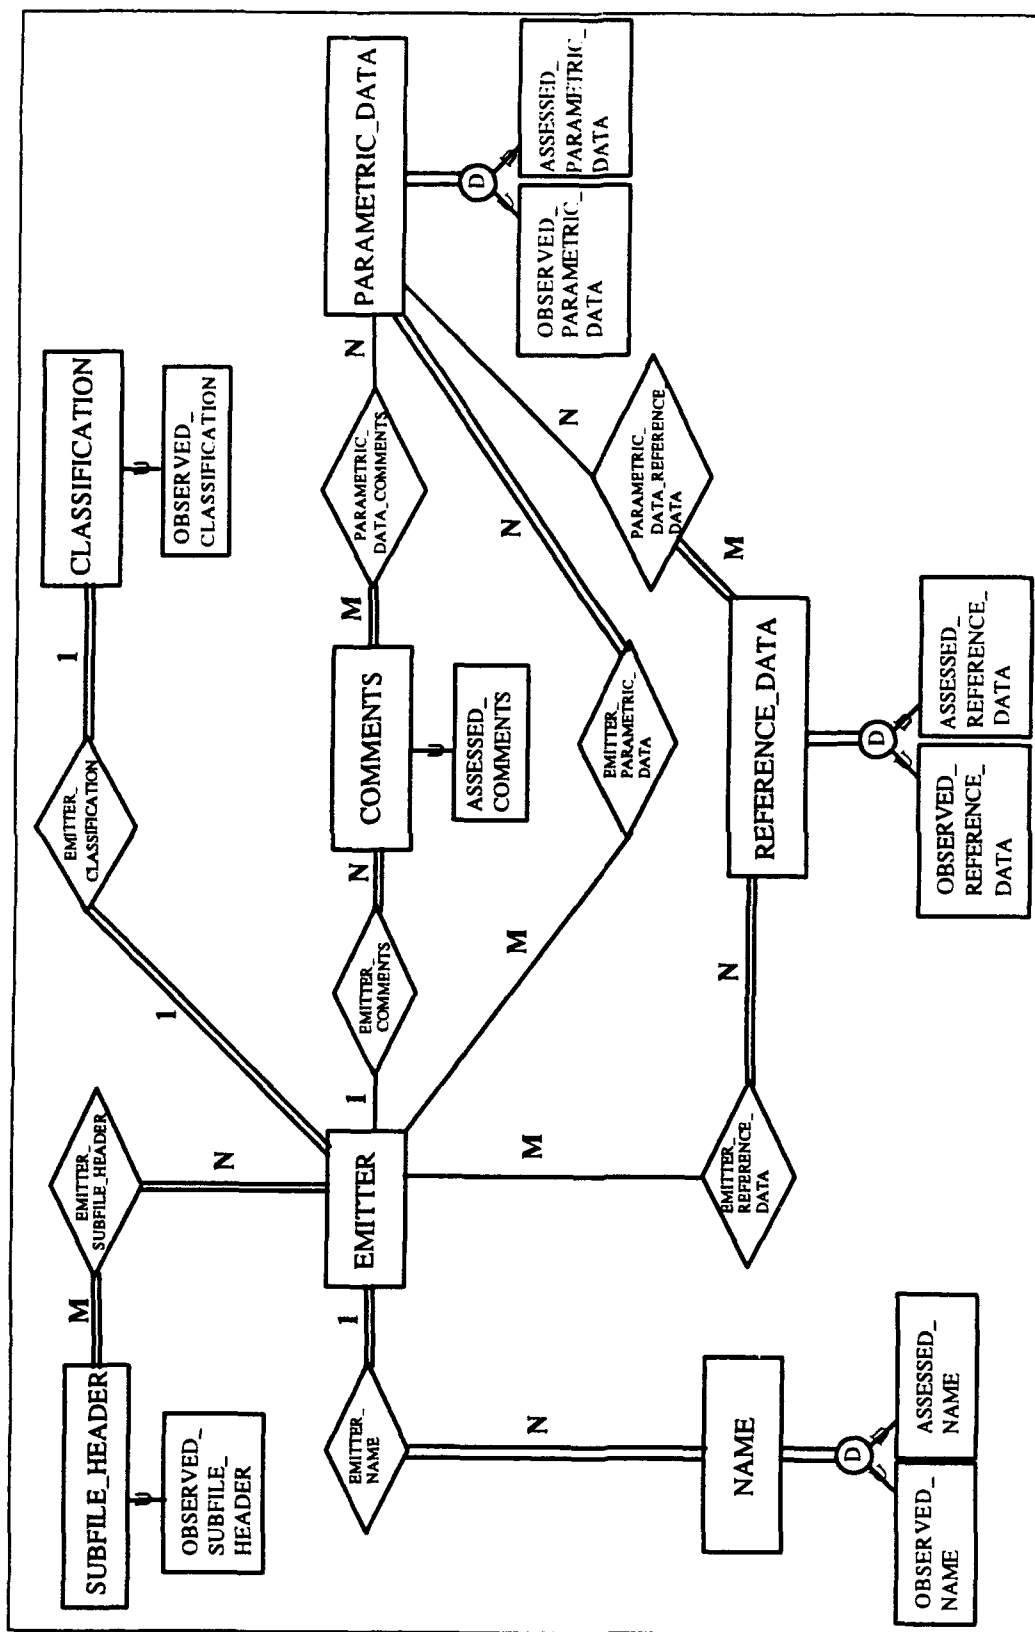 SUBFILE_HEADER
OBSERVED_
SUBFILE_
HEADER
M
EMITTER_
SUBFILE_HEADER
N
EMITTER_
CLASSIFICATION
1
1
CLASSIFICATION
OBSERVED_
CLASSIFICATION
EMITTER_
NAME
1
EMITTER
1
EMITTER_
COMMENTS
N
COMMENTS
ASSESSED_
COMMENTS
M
PARAMETRIC_
DATA_COMMENTS
N
PARAMETRIC_DATA
D
OBSERVED_
PARAMETRIC_
DATA
ASSESSED_
PARAMETRIC_
DATA
M
EMITTER_
PARAMETRIC_
DATA
N
N
PARAMETRIC_
DATA_REFERENCE_
DATA
M
N
NAME
D
OBSERVED_
NAME
ASSESSED_
NAME
M
EMITTER_
REFERENCE_
DATA
N
REFERENCE_DATA
D
OBSERVED_
REFERENCE_
DATA
ASSESSED_
REFERENCE_
DATA